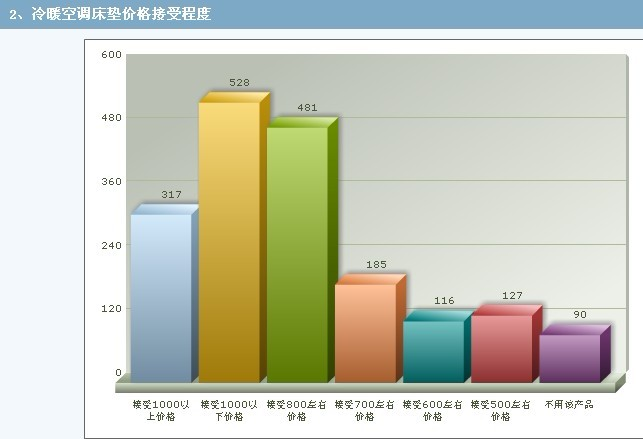 2、冷暖空调床垫价格接受程度
600
480
360
240
120
0
317
528
481
185
116
127
90
接受1000以
上价格
接受1000以
下价格
接受800左右
价格
接受700左右
价格
接受600左右
价格
接受500左右
价格
不用该产品